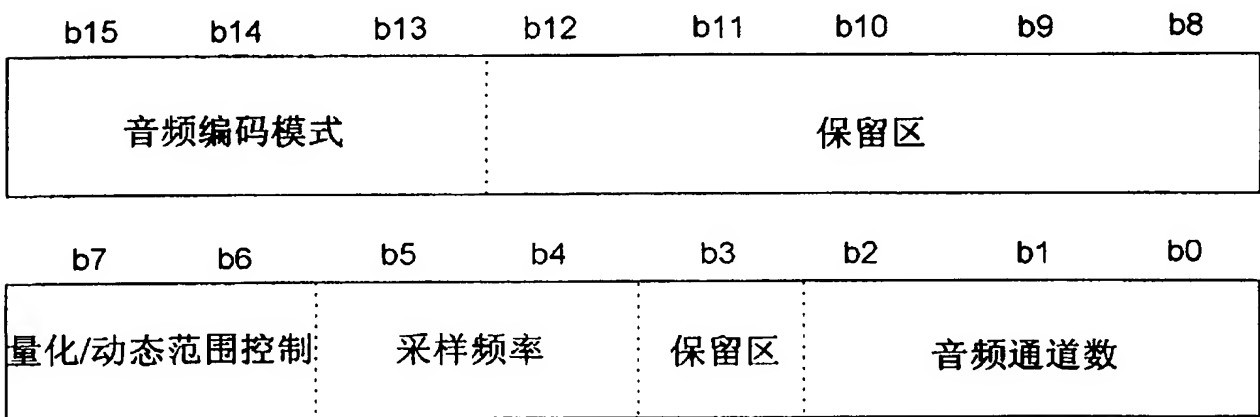 b15 b14 b13 b12 b11 b10 b9 b8
音频编码模式 保留区
b7 b6 b5 b4 b3 b2 b1 b0
量化/动态范围控制 采样频率 保留区 音频通道数